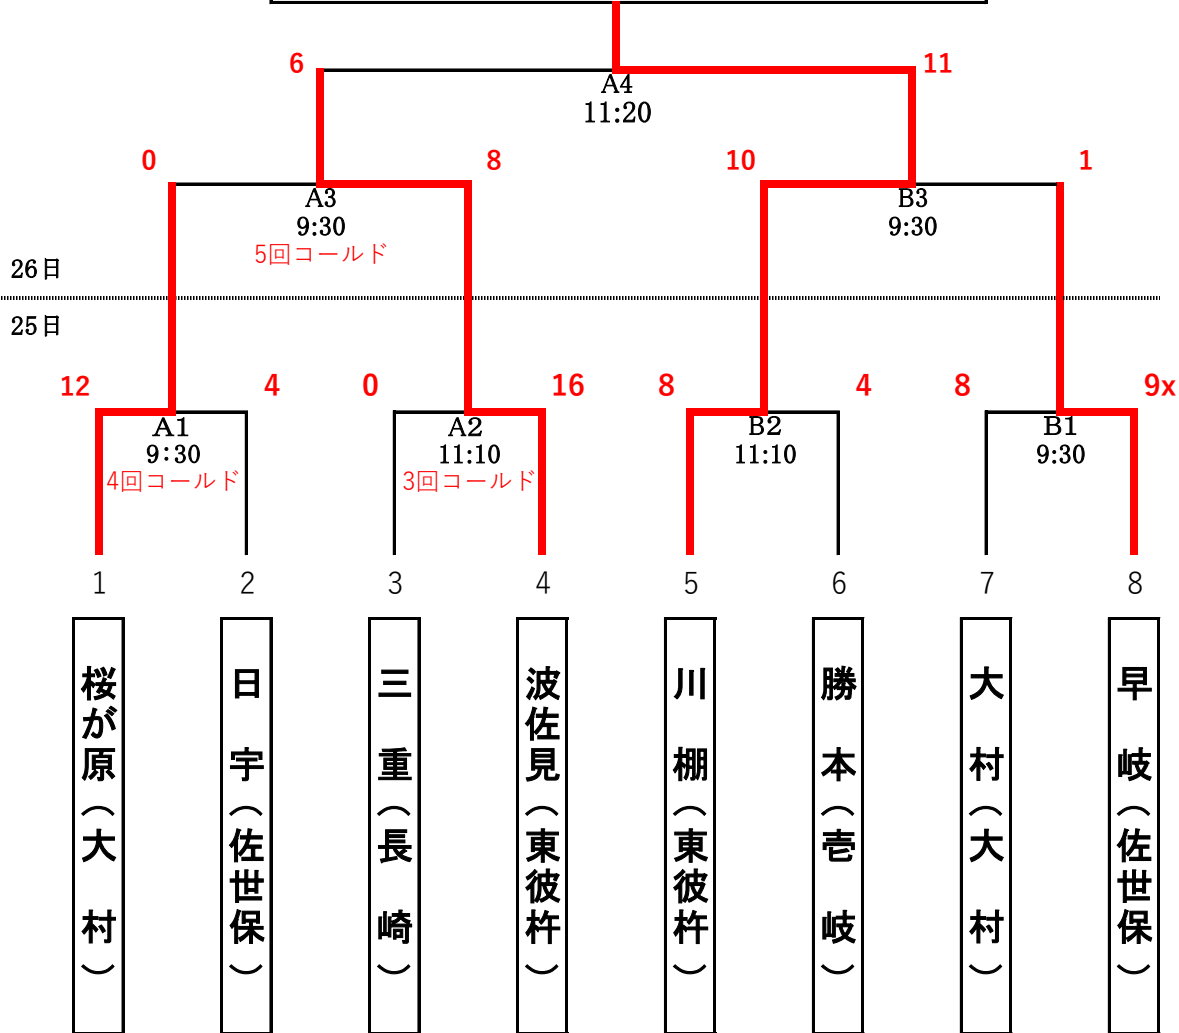 6
11
A4
11:20
0
8
10
1
A3
9:30
5回コールド
B3
9:30
26日
25日
12
4
0
16
8
4
8
9x
A1
9:30
4回コールド
A2
11:10
3回コールド
B2
11:10
B1
9:30
1
2
3
4
5
6
7
8
桜が原(大　村)
日　宇(佐世保)
三　重(長　崎)
波佐見(東彼杵)
川　棚(東彼杵)
勝　本(壱　岐)
大　村(大　村)
早　岐(佐世保)